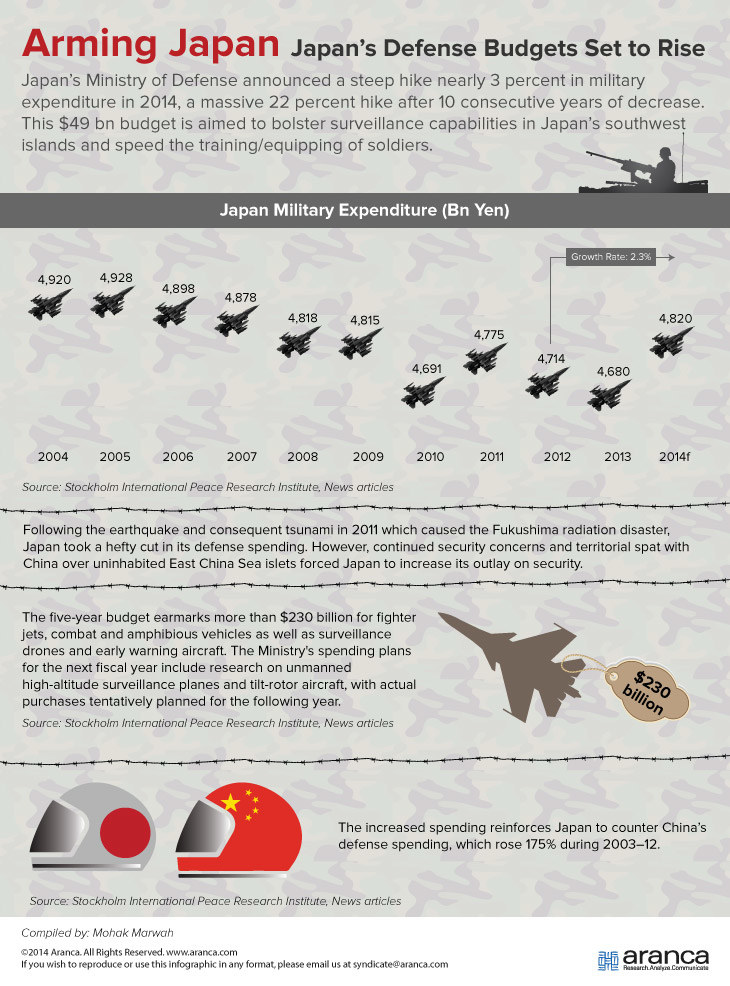 Arming Japan Japan's Defense Budgets Set to Rise
Japan's Ministry of Defense announced a steep hike nearly 3 percent in military
expenditure in 2014, a massive 22 percent hike after 10 consecutive years of decrease.
This $49 bn budget is aimed to bolster surveillance capabilities in Japan's southwest
islands and speed the training/equipping of soldiers.
Japan Military Expenditure (Bn Yen)
Growth Rate: 2.3%
4,920
4,928
4,898
4,878
4,818
4,815
4,691
4,775
4,714
4,680
4,820
2004 2005 2006 2007 2008 2009 2010 2011 2012 2013 2014f
Source: Stockholm International Peace Research Institute, News articles
Following the earthquake and consequent tsunami in 2011 which caused the Fukushima radiation disaster,
Japan took a hefty cut in its defense spending. However, continued security concerns and territorial spat with
China over uninhabited East China Sea islets forced Japan to increase its outlay on security.
The five-year budget earmarks more than $230 billion for fighter
jets, combat and amphibious vehicles as well as surveillance
drones and early warning aircraft. The Ministry's spending plans
for the next fiscal year include research on unmanned
high-altitude surveillance planes and tilt-rotor aircraft, with actual
purchases tentatively planned for the following year.
Source: Stockholm International Peace Research Institute, News articles
$230
billion
The increased spending reinforces Japan to counter China's
defense spending, which rose 175% during 2003–12.
Source: Stockholm International Peace Research Institute, News articles
Compiled by: Mohak Marwah
©2014 Aranca. All Rights Reserved. www.aranca.com
If you wish to reproduce or use this infographic in any format, please email us at syndicate@aranca.com
aranca
Research.Analyze.Communicate